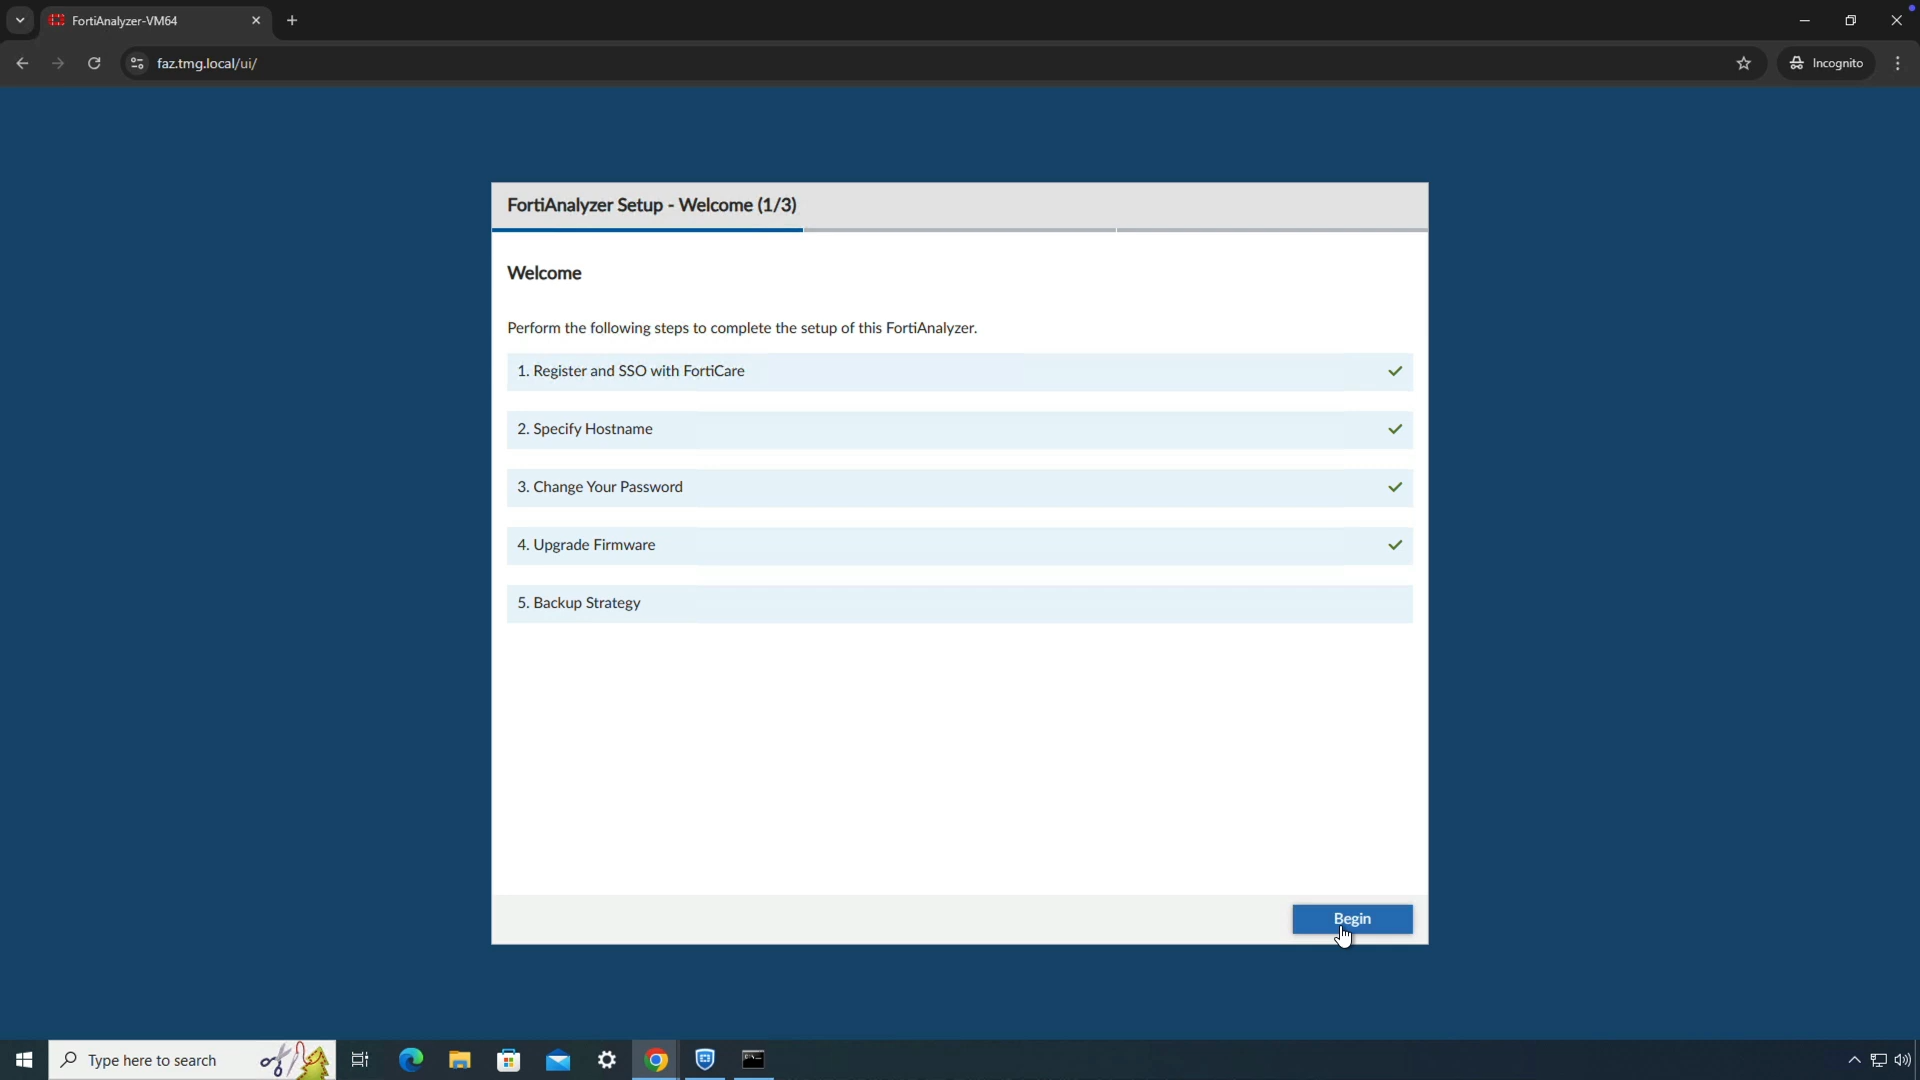 FortiAnalyzer-VM64
faz.tmg.local/ui/
Incognito
FortiAnalyzer Setup - Welcome (1/3)
Welcome
Perform the following steps to complete the setup of this FortiAnalyzer.
1. Register and SSO with FortiCare
2. Specify Hostname
3. Change Your Password
4. Upgrade Firmware
5. Backup Strategy
Begin
Type here to search